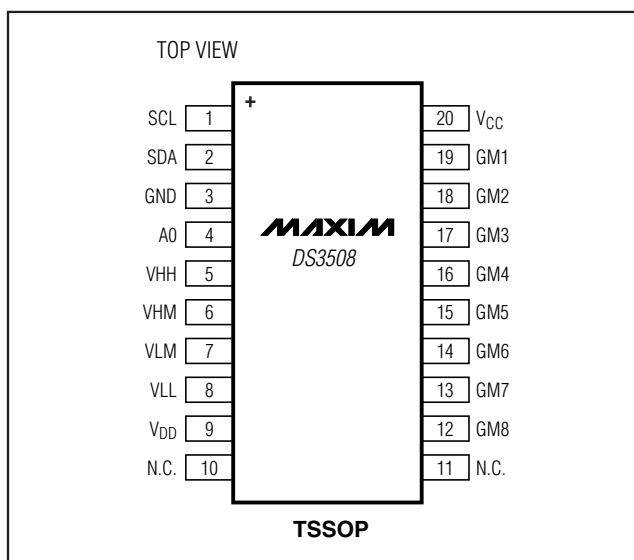 TOP VIEW
+
SCL 1
SDA 2
GND 3
A0 4
VHH 5
VHM 6
VLM 7
VLL 8
VDD 9
N.C. 10
MAXIM
DS3508
20 VCC
19 GM1
18 GM2
17 GM3
16 GM4
15 GM5
14 GM6
13 GM7
12 GM8
11 N.C.
TSSOP